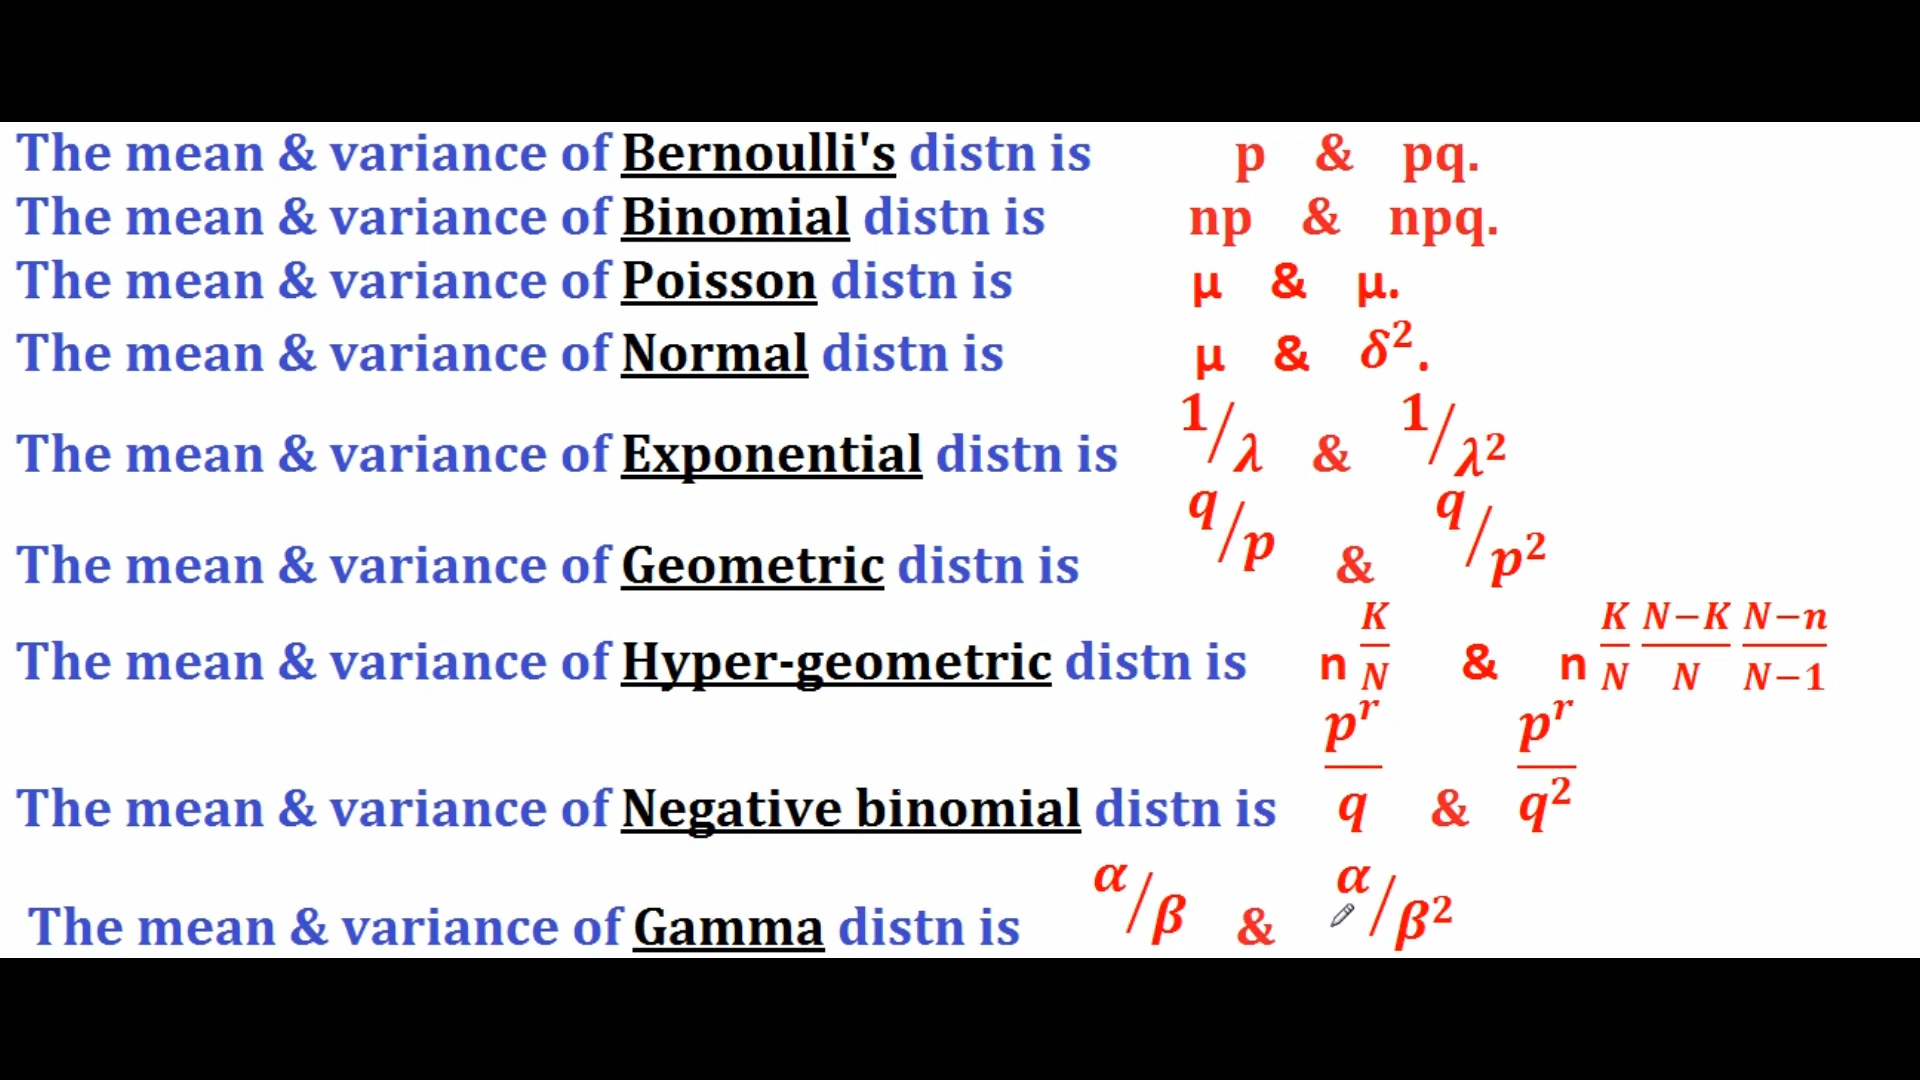 The mean & variance of Bernoulli's distn is p & pq.
The mean & variance of Binomial distn is np & npq.
The mean & variance of Poisson distn is μ & μ.
The mean & variance of Normal distn is μ & δ².
The mean & variance of Exponential distn is 1/λ & 1/λ²
The mean & variance of Geometric distn is q/p & q/p²
The mean & variance of Hyper-geometric distn is n K/N & n K/N N−K/N N−n/N−1
The mean & variance of Negative binomial distn is pʳ/q & pʳ/q²
The mean & variance of Gamma distn is α/β & α/β²